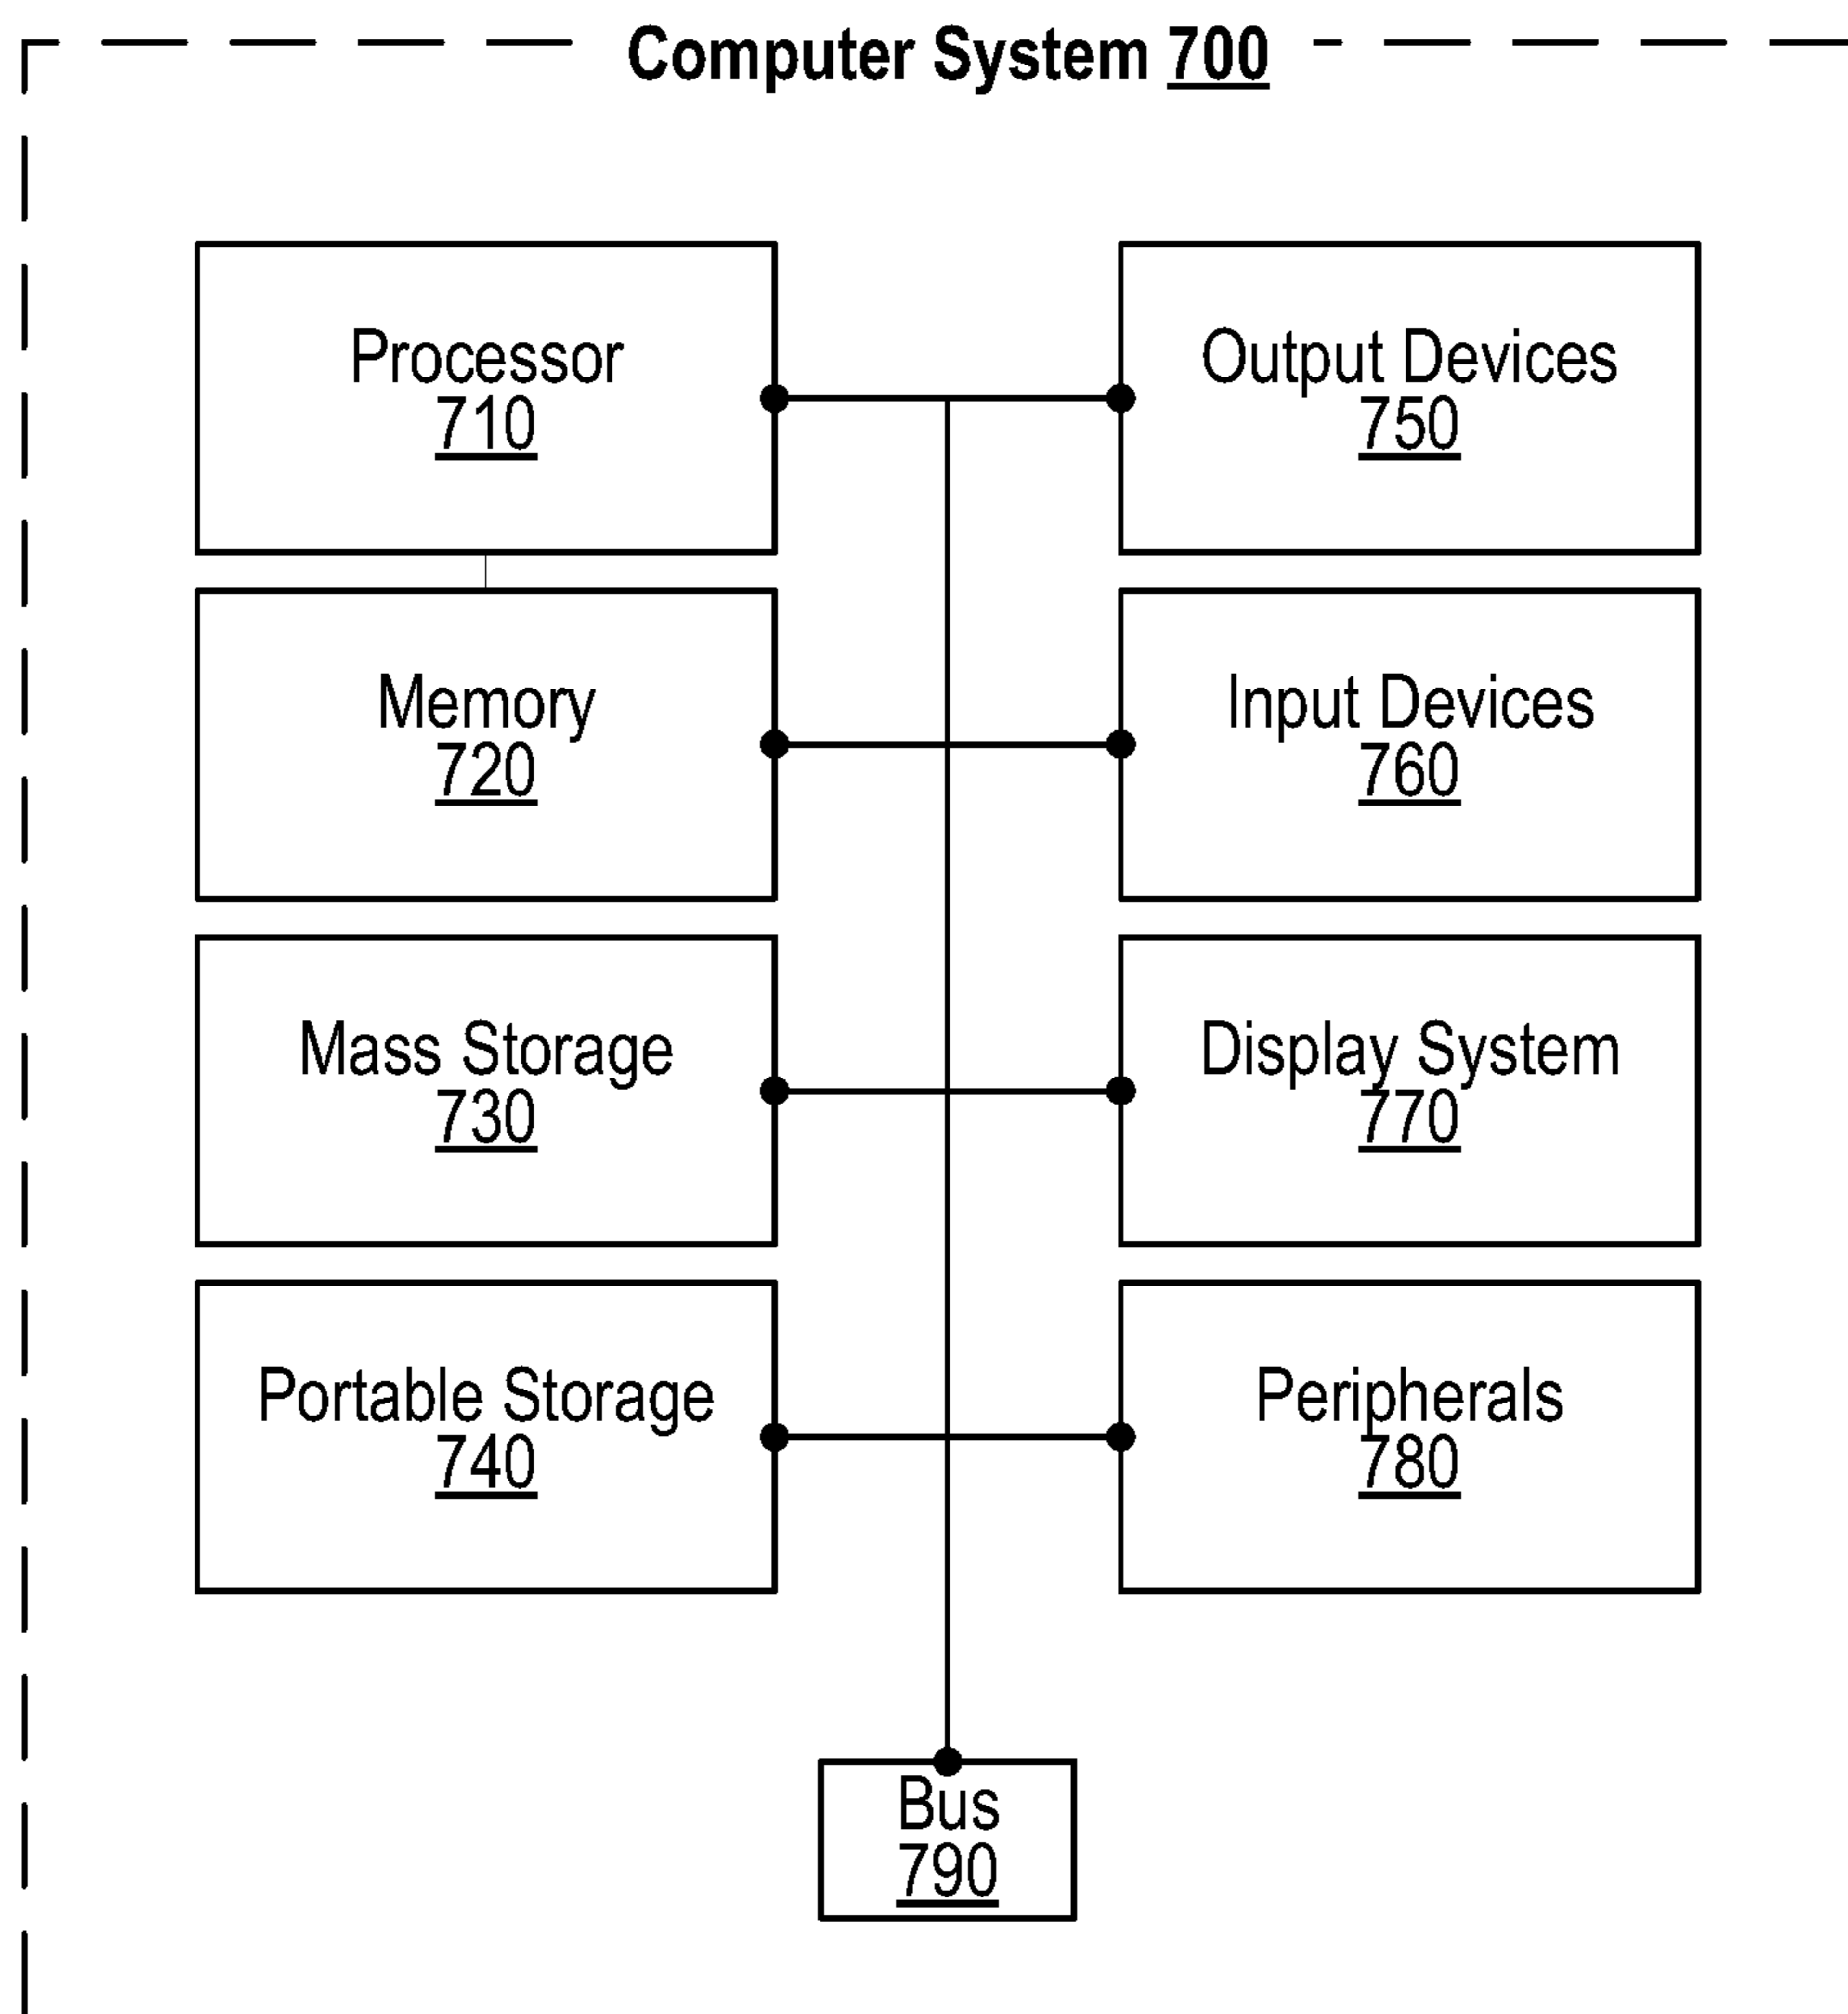 Computer System 700
Processor
710
Output Devices
750
Memory
720
Input Devices
760
Mass Storage
730
Display System
770
Portable Storage
740
Peripherals
780
Bus
790